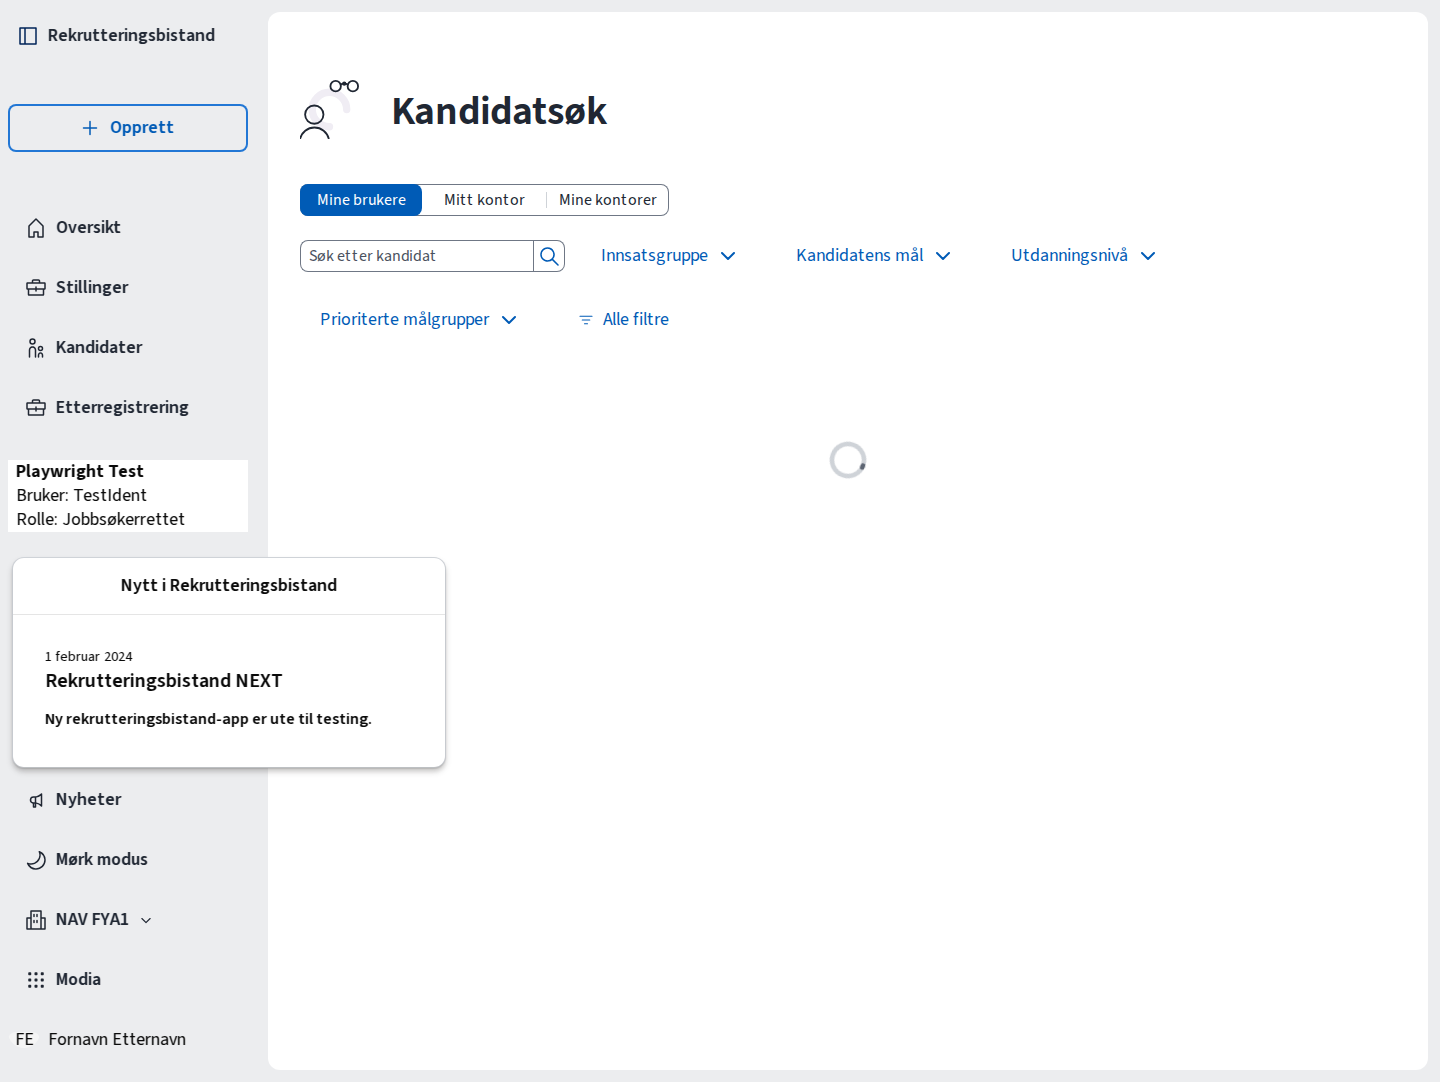 Rekrutteringsbistand
Opprett
Oversikt
Stillinger
Kandidater
Etterregistrering
Playwright Test
Bruker: TestIdent
Rolle: Jobbsøkerrettet
Nytt i Rekrutteringsbistand
1 februar 2024
Rekrutteringsbistand NEXT
Ny rekrutteringsbistand-app er ute til testing.
Nyheter
Mørk modus
NAV FYA1
Modia
FE Fornavn Etternavn
Kandidatsøk
Mine brukere Mitt kontor Mine kontorer
Søk etter kandidat Innsatsgruppe Kandidatens mål Utdanningsnivå
Prioriterte målgrupper Alle filtre